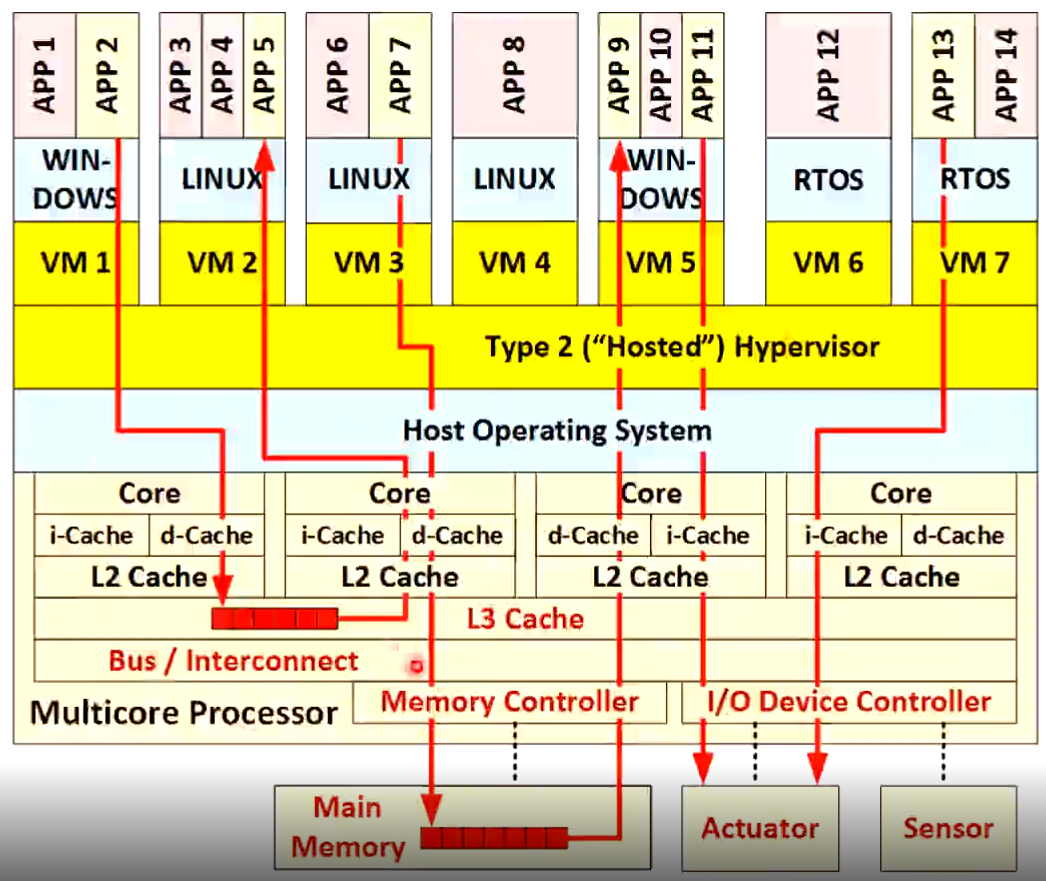 APP 1
APP 2
APP 3
APP 4
APP 5
APP 6
APP 7
APP 8
APP 9
APP 10
APP 11
APP 12
APP 13
APP 14
WIN-
DOWS
LINUX
LINUX
LINUX
WIN-
DOWS
RTOS
RTOS
VM 1
VM 2
VM 3
VM 4
VM 5
VM 6
VM 7
Type 2 (“Hosted”) Hypervisor
Host Operating System
Core
Core
Core
Core
i-Cache
d-Cache
i-Cache
d-Cache
d-Cache
i-Cache
i-Cache
d-Cache
L2 Cache
L2 Cache
L2 Cache
L2 Cache
L3 Cache
Bus / Interconnect
Memory Controller
I/O Device Controller
Multicore Processor
Main
Memory
Actuator
Sensor